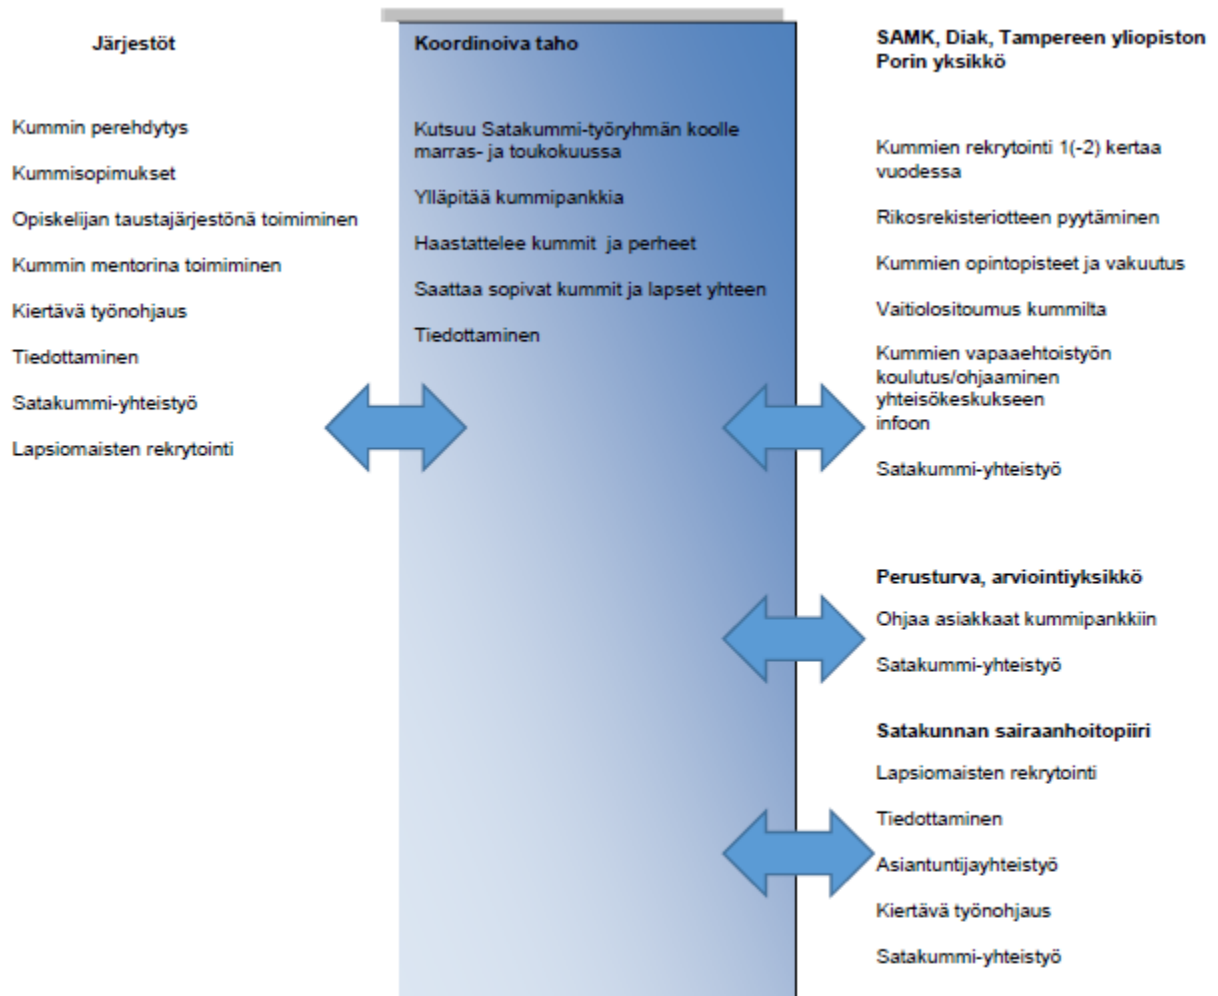 Järjestöt
Kummin perehdytys
Kummisopimukset
Opiskelijan taustajärjestönä toimiminen
Kummin mentorina toimiminen
Kiertävä työnohjaus
Tiedottaminen
Satakummi-yhteistyö
Lapsiomaisten rekrytointi
Koordinoiva taho
Kutsuu Satakummi-työryhmän koolle
marras- ja toukokuussa
Ylläpitää kummipankkia
Haastattelee kummit ja perheet
Saattaa sopivat kummit ja lapset yhteen
Tiedottaminen
SAMK, Diak, Tampereen yliopiston
Porin yksikkö
Kummien rekrytointi 1(-2) kertaa
vuodessa
Rikosrekisteriotteen pyytäminen
Kummien opintopisteet ja vakuutus
Vaitiolositoumus kummilta
Kummien vapaaehtoistyön
koulutus/ohjaaminen
yhteisökeskukseen
infoon
Satakummi-yhteistyö
Perusturva, arviointiyksikkö
Ohjaa asiakkaat kummipankkiin
Satakummi-yhteistyö
Satakunnan sairaanhoitopiiri
Lapsiomaisten rekrytointi
Tiedottaminen
Asiantuntijayhteistyö
Kiertävä työnohjaus
Satakummi-yhteistyö